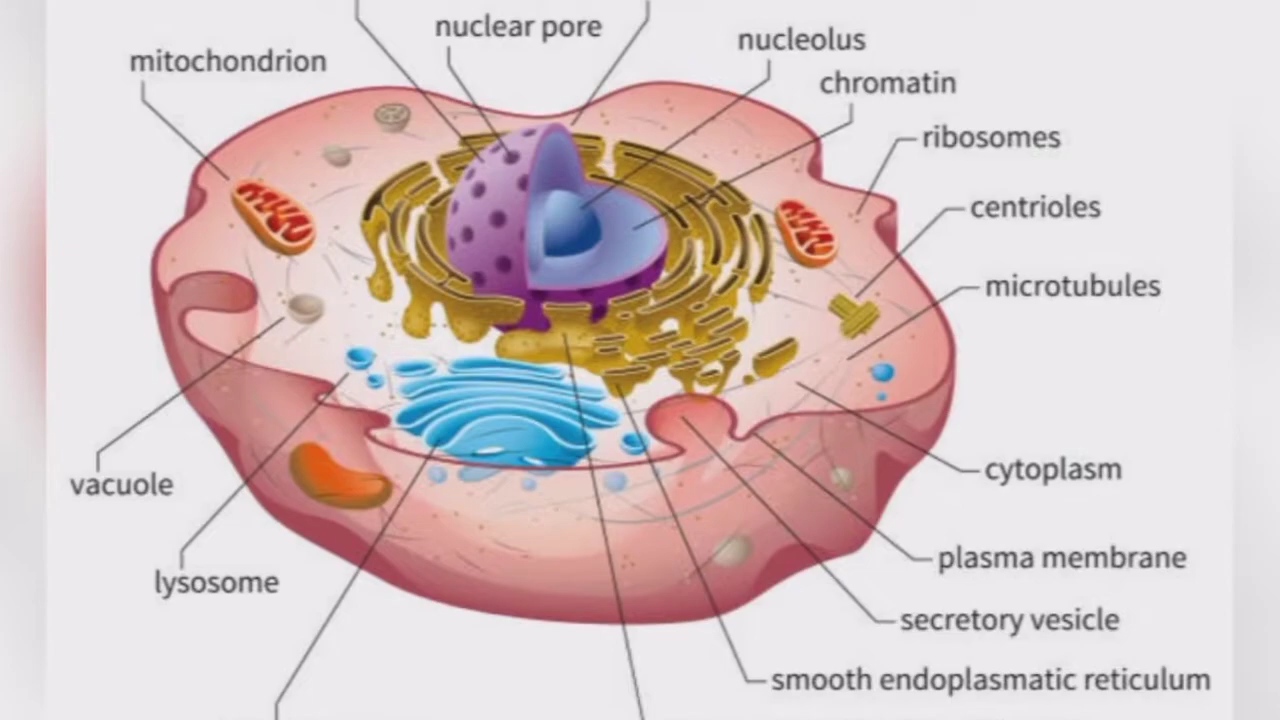 nuclear pore
nucleolus
mitochondrion
chromatin
ribosomes
centrioles
microtubules
cytoplasm
vacuole
plasma membrane
lysosome
secretory vesicle
smooth endoplasmatic reticulum